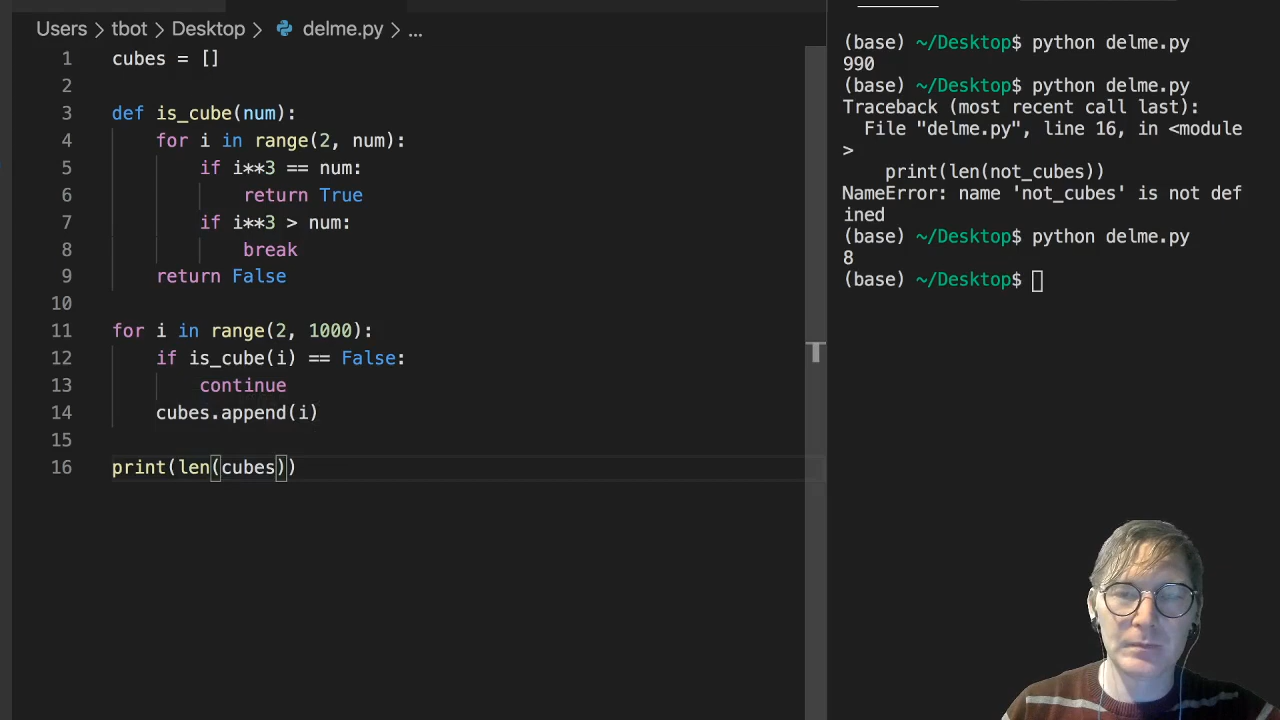 Users > tbot > Desktop > delme.py > ...
1 cubes = []
2
3 def is_cube(num):
4     for i in range(2, num):
5         if i**3 == num:
6             return True
7         if i**3 > num:
8             break
9     return False
10
11 for i in range(2, 1000):
12     if is_cube(i) == False:
13         continue
14     cubes.append(i)
15
16 print(len(cubes))
(base) ~/Desktop$ python delme.py
990
(base) ~/Desktop$ python delme.py
Traceback (most recent call last):
  File "delme.py", line 16, in <module
>
    print(len(not_cubes))
NameError: name 'not_cubes' is not def
ined
(base) ~/Desktop$ python delme.py
8
(base) ~/Desktop$
T